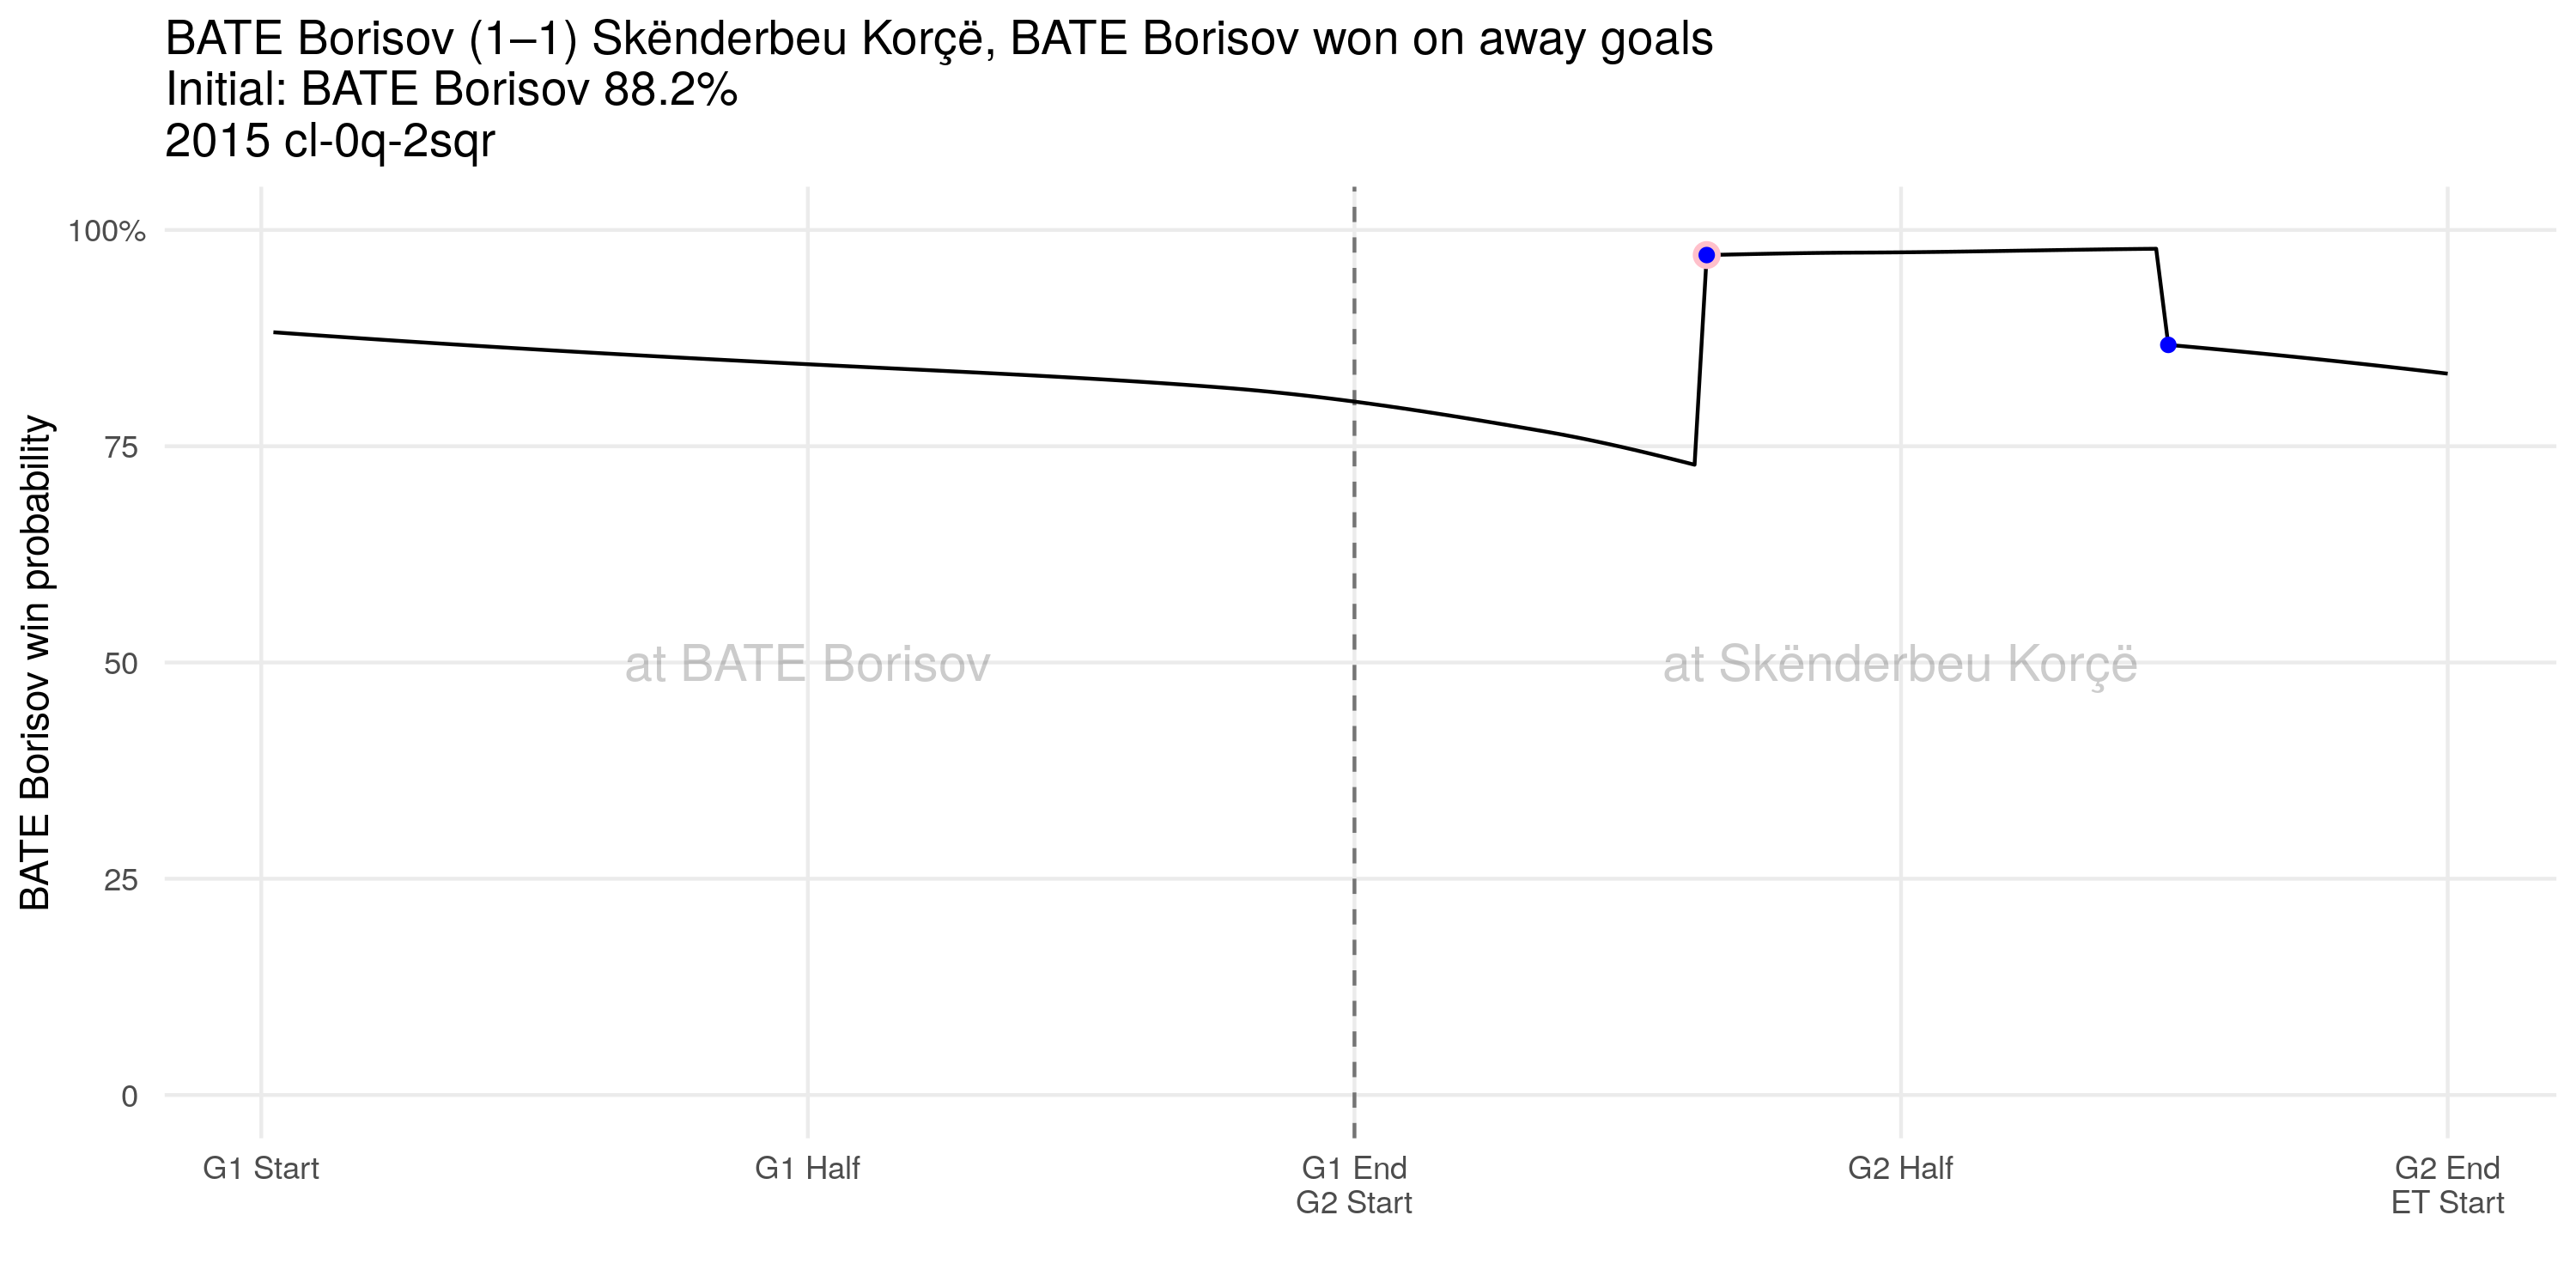 BATE Borisov (1–1) Skënderbeu Korçë, BATE Borisov won on away goals
Initial: BATE Borisov 88.2%
2015 cl-0q-2sqr
BATE Borisov win probability
100%
75
50
25
0
at BATE Borisov
at Skënderbeu Korçë
G1 Start
G1 Half
G1 End
G2 Start
G2 Half
G2 End
ET Start